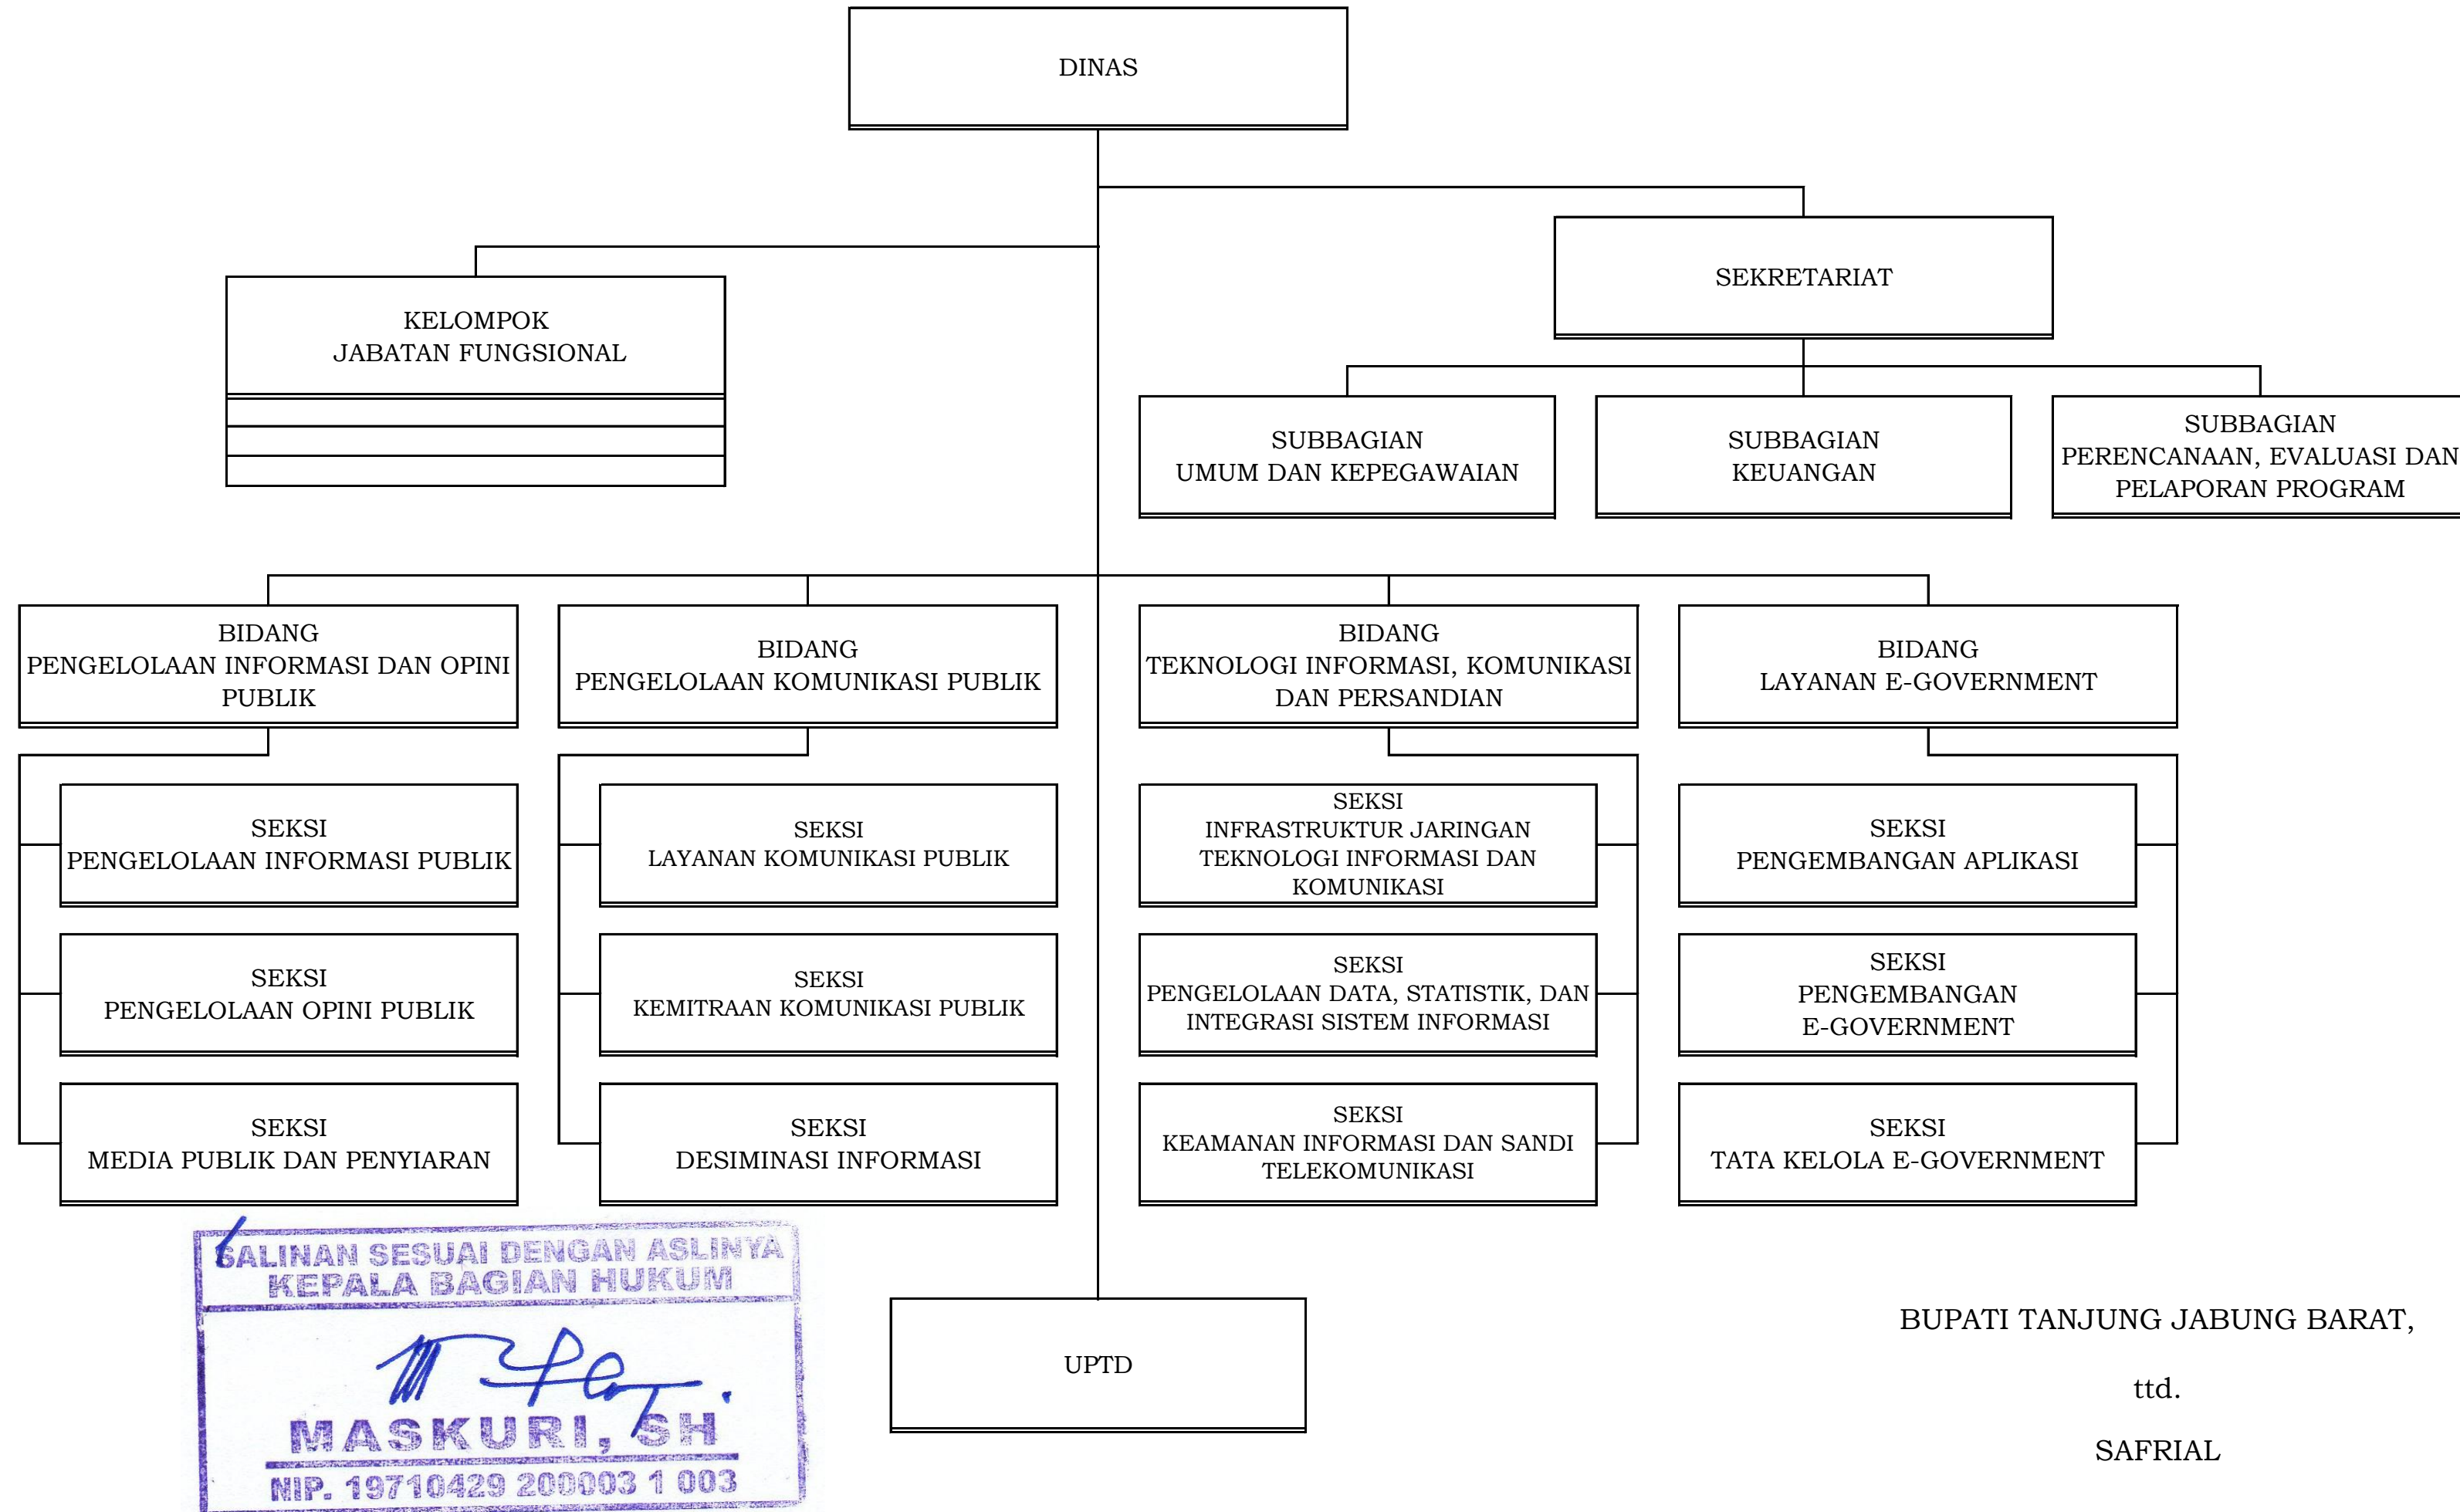 DINAS
SEKRETARIAT
KELOMPOK
JABATAN FUNGSIONAL
SUBBAGIAN
UMUM DAN KEPEGAWAIAN
SUBBAGIAN
KEUANGAN
SUBBAGIAN
PERENCANAAN, EVALUASI DAN
PELAPORAN PROGRAM
BIDANG
PENGELOLAAN INFORMASI DAN OPINI
PUBLIK
BIDANG
PENGELOLAAN KOMUNIKASI PUBLIK
BIDANG
TEKNOLOGI INFORMASI, KOMUNIKASI
DAN PERSANDIAN
BIDANG
LAYANAN E-GOVERNMENT
SEKSI
PENGELOLAAN INFORMASI PUBLIK
SEKSI
LAYANAN KOMUNIKASI PUBLIK
SEKSI
INFRASTRUKTUR JARINGAN
TEKNOLOGI INFORMASI DAN
KOMUNIKASI
SEKSI
PENGEMBANGAN APLIKASI
SEKSI
PENGELOLAAN OPINI PUBLIK
SEKSI
KEMITRAAN KOMUNIKASI PUBLIK
SEKSI
PENGELOLAAN DATA, STATISTIK, DAN
INTEGRASI SISTEM INFORMASI
SEKSI
PENGEMBANGAN
E-GOVERNMENT
SEKSI
MEDIA PUBLIK DAN PENYIARAN
SEKSI
DESIMINASI INFORMASI
SEKSI
KEAMANAN INFORMASI DAN SANDI
TELEKOMUNIKASI
SEKSI
TATA KELOLA E-GOVERNMENT
SALINAN SESUAI DENGAN ASLINYA
KEPALA BAGIAN HUKUM
MASKURI, SH
NIP. 19710429 200003 1 003
UPTD
BUPATI TANJUNG JABUNG BARAT,
ttd.
SAFRIAL